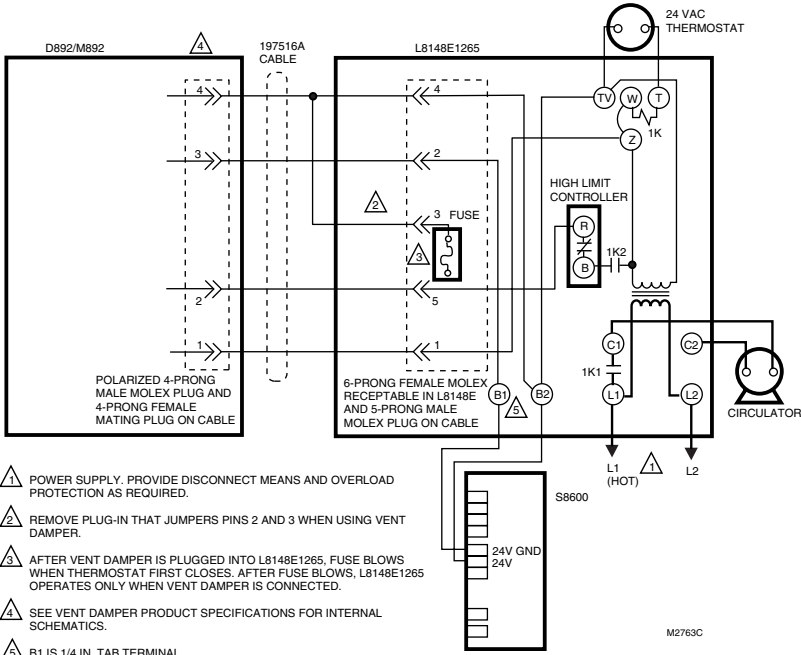 24 VAC
THERMOSTAT
D892/M892
4
197516A
CABLE
L8148E1265
4
4
TV
W
T
1K
Z
3
2
HIGH LIMIT
CONTROLLER
2
3
FUSE
R
3
B
1K2
2
5
1
1
C1
C2
1K1
POLARIZED 4-PRONG
MALE MOLEX PLUG AND
4-PRONG FEMALE
MATING PLUG ON CABLE
6-PRONG FEMALE MOLEX
RECEPTABLE IN L8148E
AND 5-PRONG MALE
MOLEX PLUG ON CABLE
B1
5
B2
L1
L2
CIRCULATOR
L1
(HOT)
1
L2
S8600
24V GND
24V
1 POWER SUPPLY. PROVIDE DISCONNECT MEANS AND OVERLOAD
PROTECTION AS REQUIRED.
2 REMOVE PLUG-IN THAT JUMPERS PINS 2 AND 3 WHEN USING VENT
DAMPER.
3 AFTER VENT DAMPER IS PLUGGED INTO L8148E1265, FUSE BLOWS
WHEN THERMOSTAT FIRST CLOSES. AFTER FUSE BLOWS, L8148E1265
OPERATES ONLY WHEN VENT DAMPER IS CONNECTED.
4 SEE VENT DAMPER PRODUCT SPECIFICATIONS FOR INTERNAL
SCHEMATICS.
5 B1 IS 1/4 IN. TAB TERMINAL
M2763C